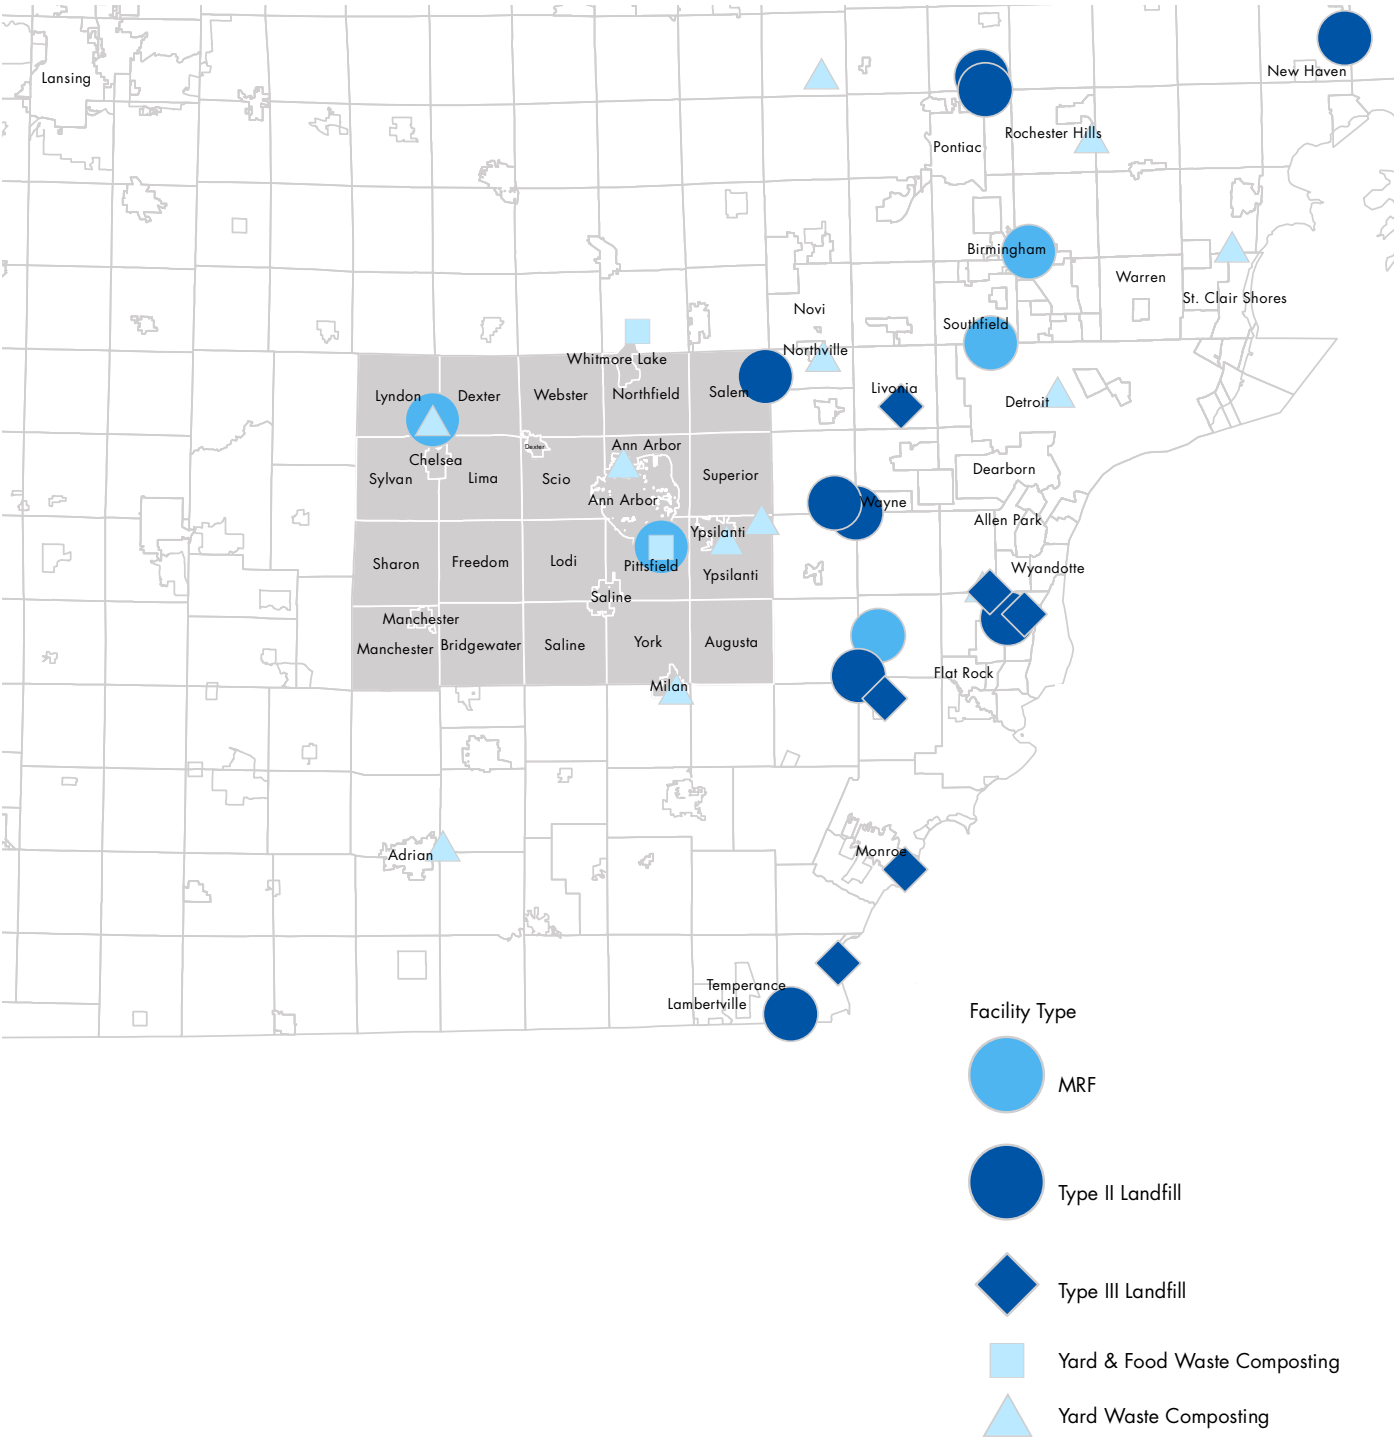 Lansing
New Haven
Rochester Hills
Pontiac
Birmingham
Warren
St. Clair Shores
Novi
Southfield
Northville
Whitmore Lake
Lyndon
Dexter
Webster
Northfield
Salem
Livonia
Detroit
Ann Arbor
Dexter
Chelsea
Dearborn
Sylvan
Lima
Scio
Superior
Ann Arbor
Wayne
Allen Park
Ypsilanti
Sharon
Freedom
Lodi
Pittsfield
Ypsilanti
Wyandotte
Saline
Manchester
Manchester
Bridgewater
Saline
York
Augusta
Flat Rock
Milan
Adrian
Monroe
Temperance
Lambertville
Facility Type
MRF
Type II Landfill
Type III Landfill
Yard & Food Waste Composting
Yard Waste Composting